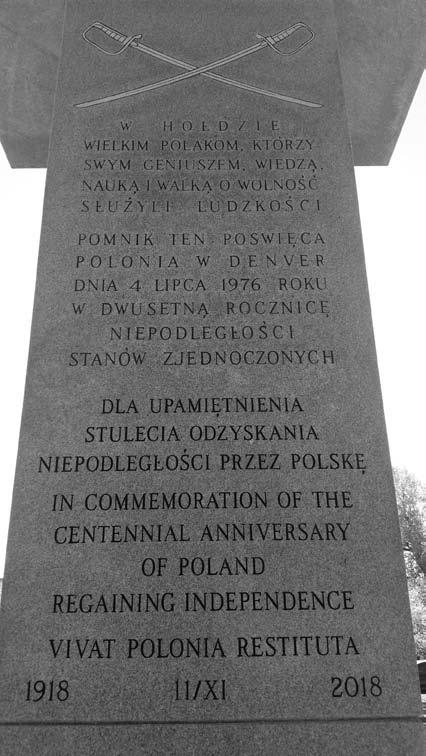 W HOŁDZIE
WIELKIM POLAKOM, KTÓRZY
SWYM GENIUSZEM, WIEDZĄ,
NAUKĄ I WALKĄ O WOLNOŚĆ
SŁUŻYLI LUDZKOŚCI
POMNIK TEN POŚWIĘCA
POLONIA W DENVER
DNIA 4 LIPCA 1976 ROKU
W DWUSETNĄ ROCZNICĘ
NIEPODLEGŁOŚCI
STANÓW ZJEDNOCZONYCH
DLA UPAMIĘTNIENIA
STULECIA ODZYSKANIA
NIEPODLEGŁOŚCI PRZEZ POLSKĘ
IN COMMEMORATION OF THE
CENTENNIAL ANNIVERSARY
OF POLAND
REGAINING INDEPENDENCE
VIVAT POLONIA RESTITUTA
1918 11/XI 2018